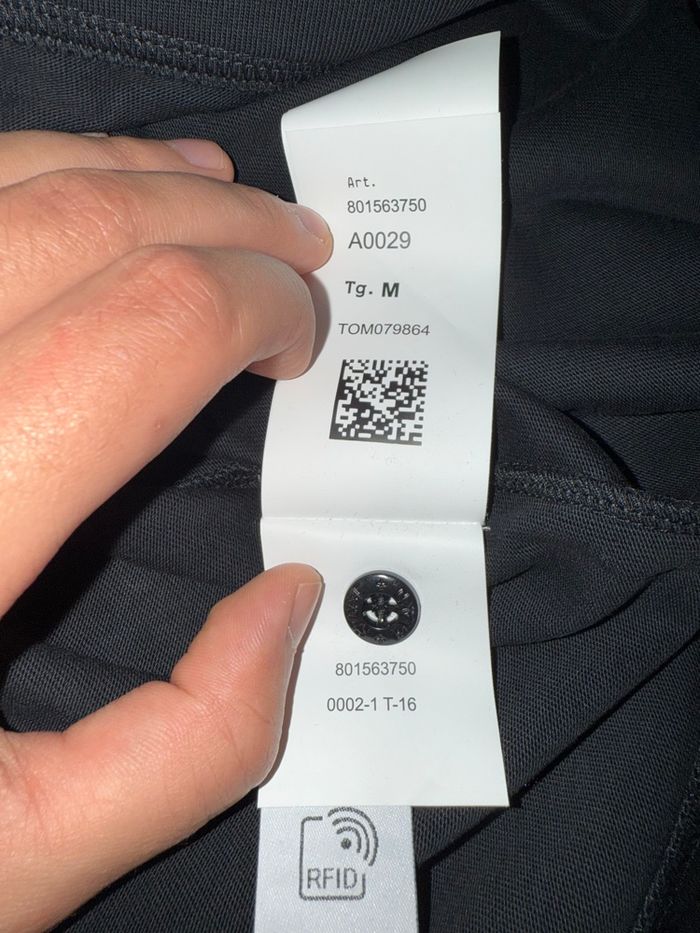 Art.
801563750
A0029
Tg. M
TOM079864
801563750
0002-1 T-16
RFID